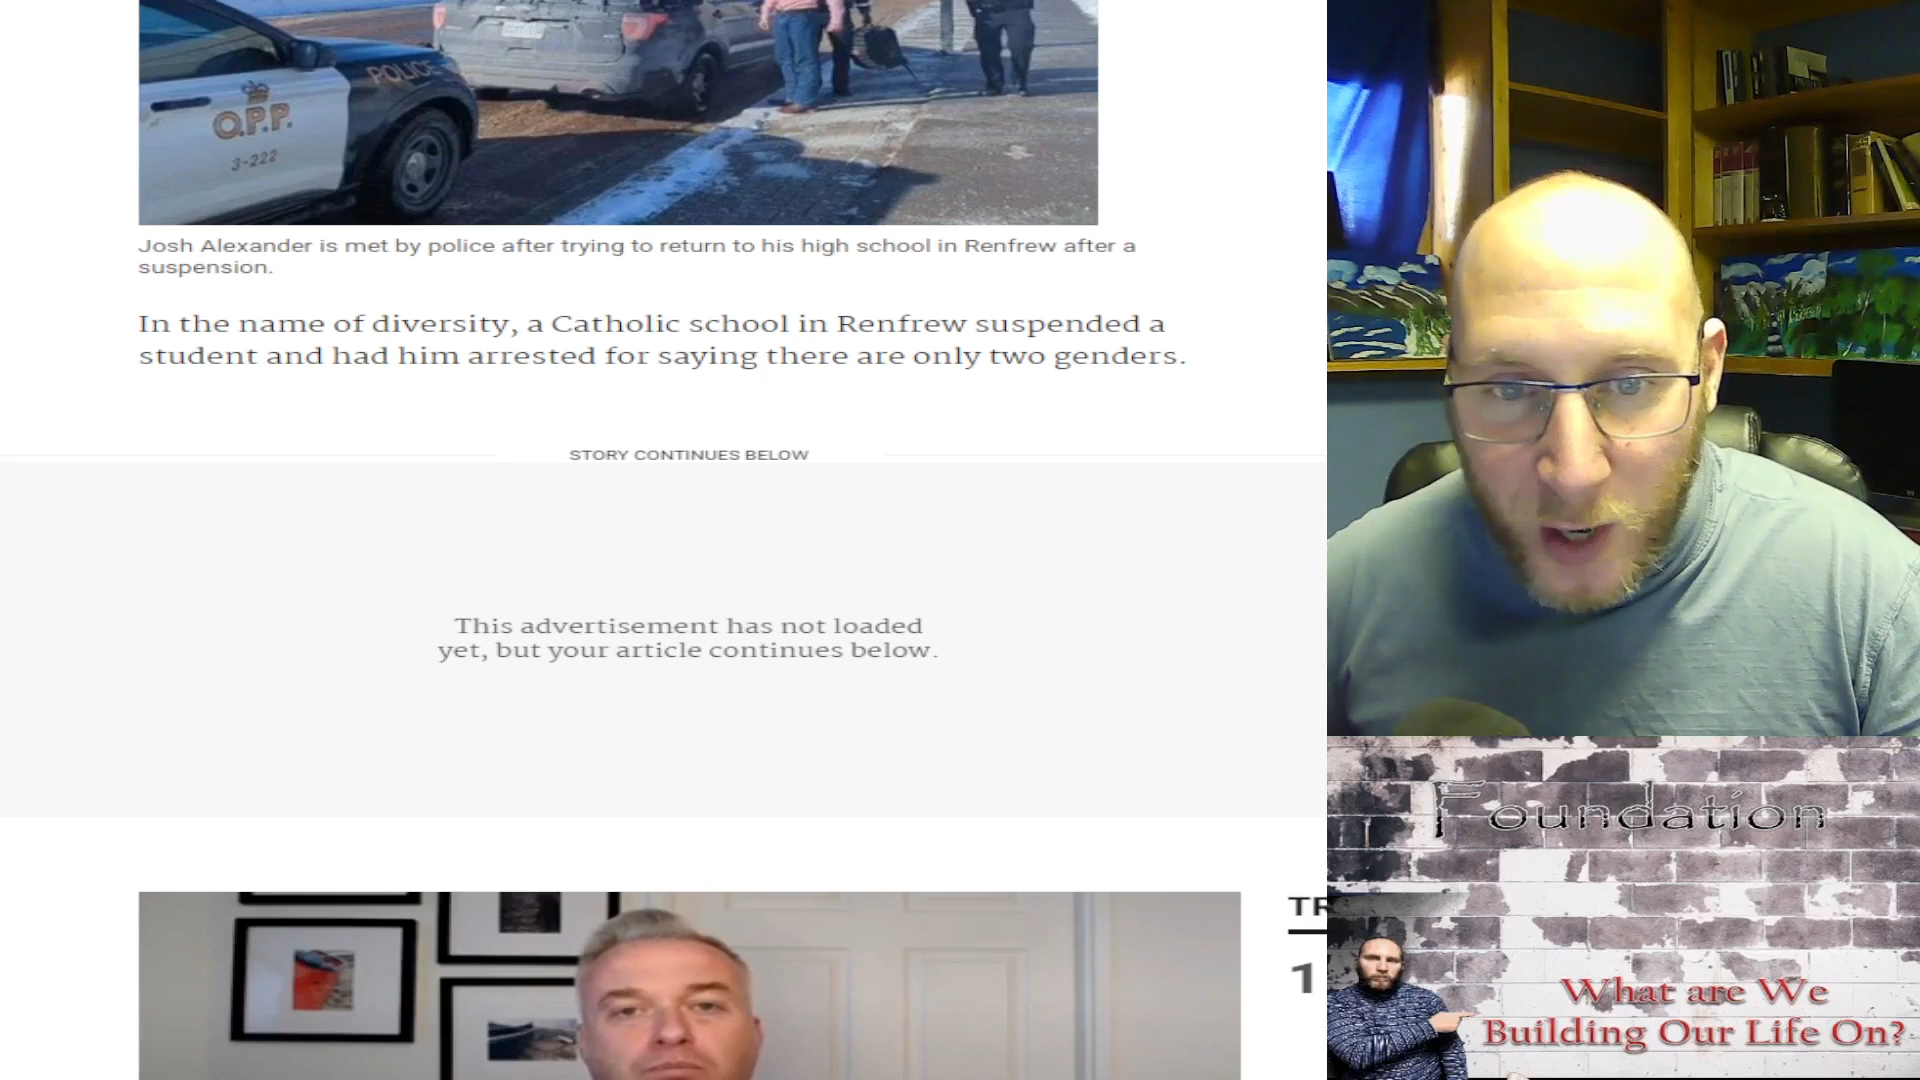 POLICE
O.P.P.
3-222
Josh Alexander is met by police after trying to return to his high school in Renfrew after a
suspension.
In the name of diversity, a Catholic school in Renfrew suspended a
student and had him arrested for saying there are only two genders.
STORY CONTINUES BELOW
This advertisement has not loaded
yet, but your article continues below.
TR
1
Foundation
What are We
Building Our Life On?